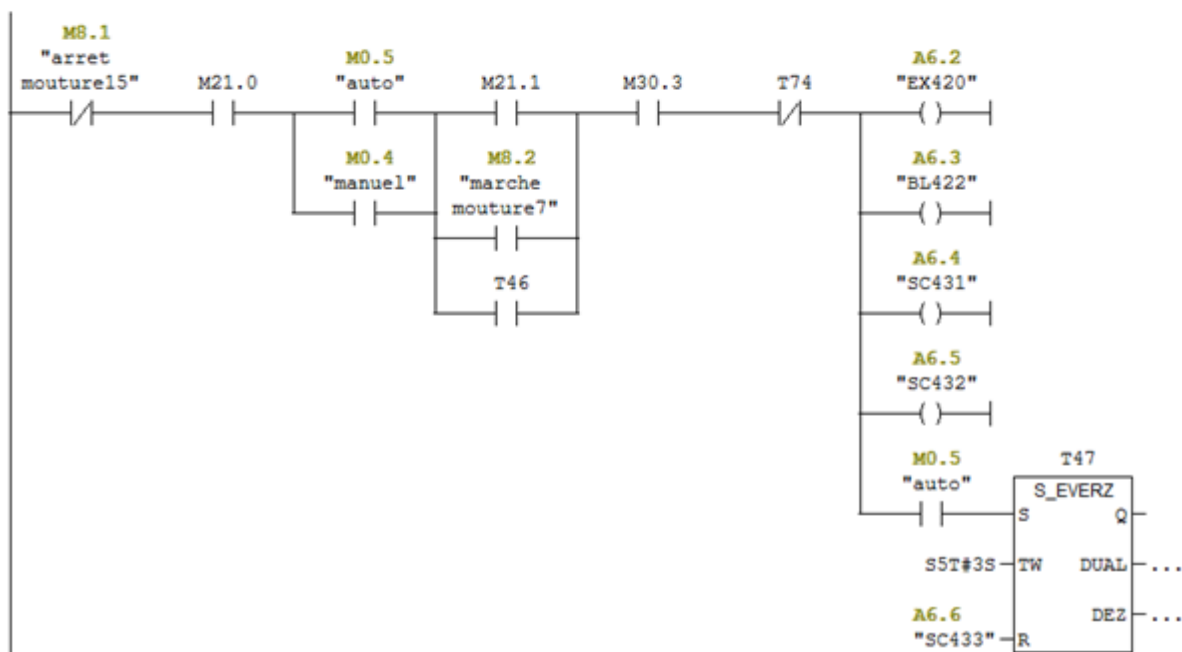 M8.1
"arret
mouture15"
M21.0
M0.5
"auto"
M21.1
M30.3
T74
A6.2
"EX420"
M0.4
"manuel"
M8.2
"marche
mouture7"
A6.3
"BL422"
T46
A6.4
"SC431"
A6.5
"SC432"
M0.5
"auto"
T47
S_EVERZ
S Q
S5T#3S TW DUAL ...
DEZ ...
A6.6
"SC433" R